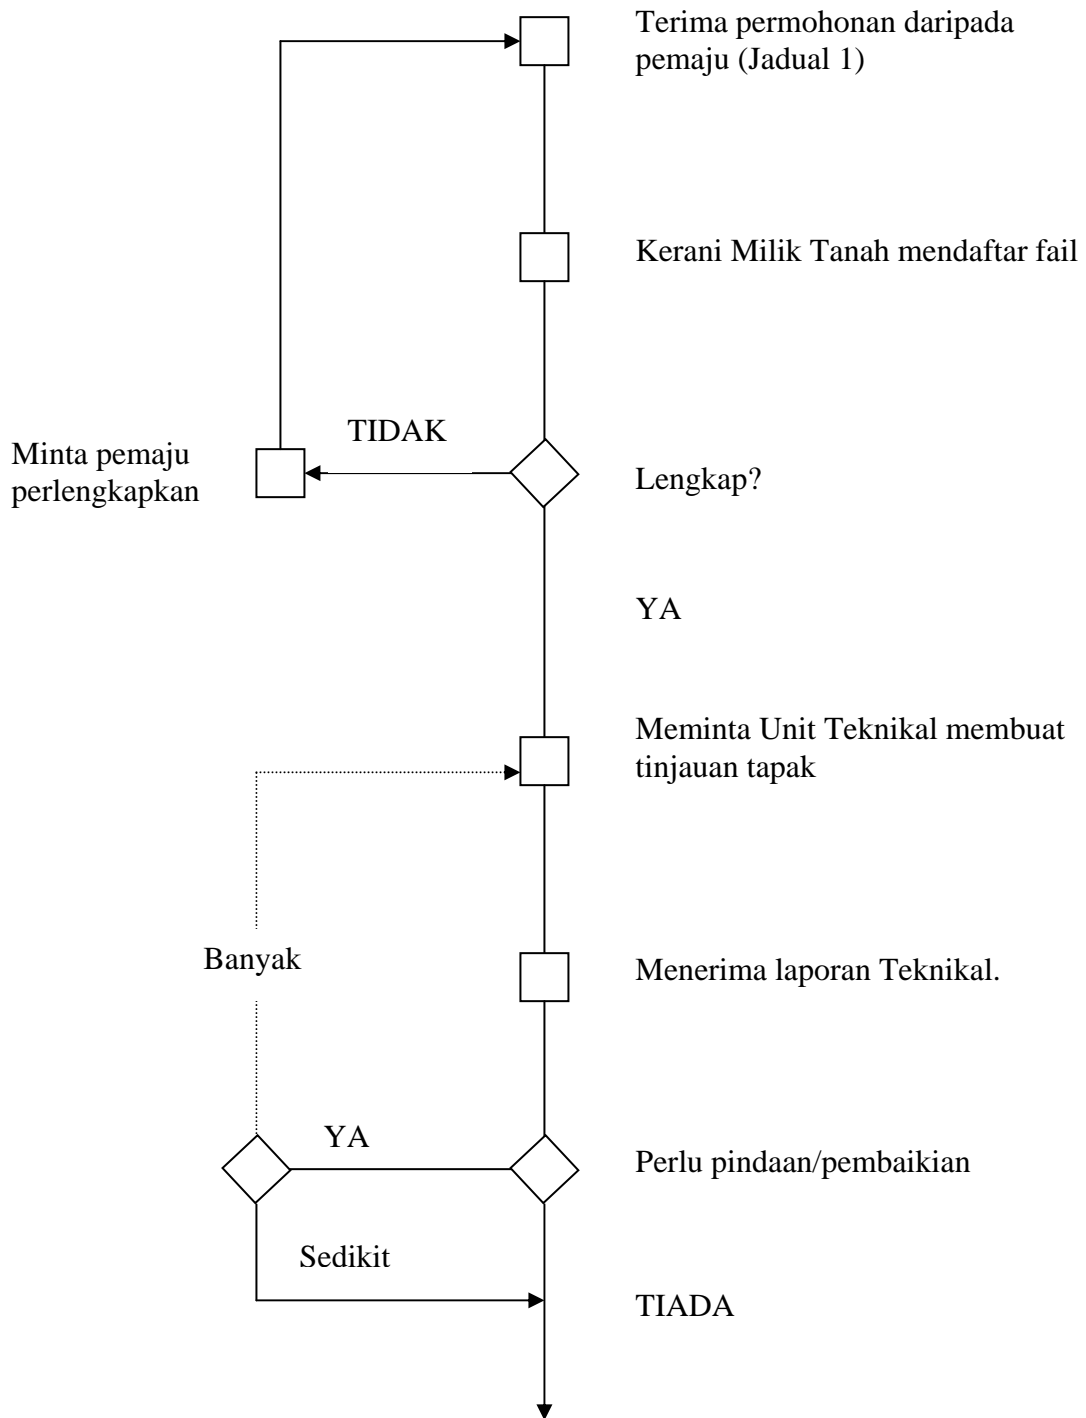 Terima permohonan daripada
pemaju (Jadual 1)
Kerani Milik Tanah mendaftar fail
TIDAK
Minta pemaju
perlengkapkan
Lengkap?
YA
Meminta Unit Teknikal membuat
tinjauan tapak
Banyak
Menerima laporan Teknikal.
YA
Perlu pindaan/pembaikian
Sedikit
TIADA